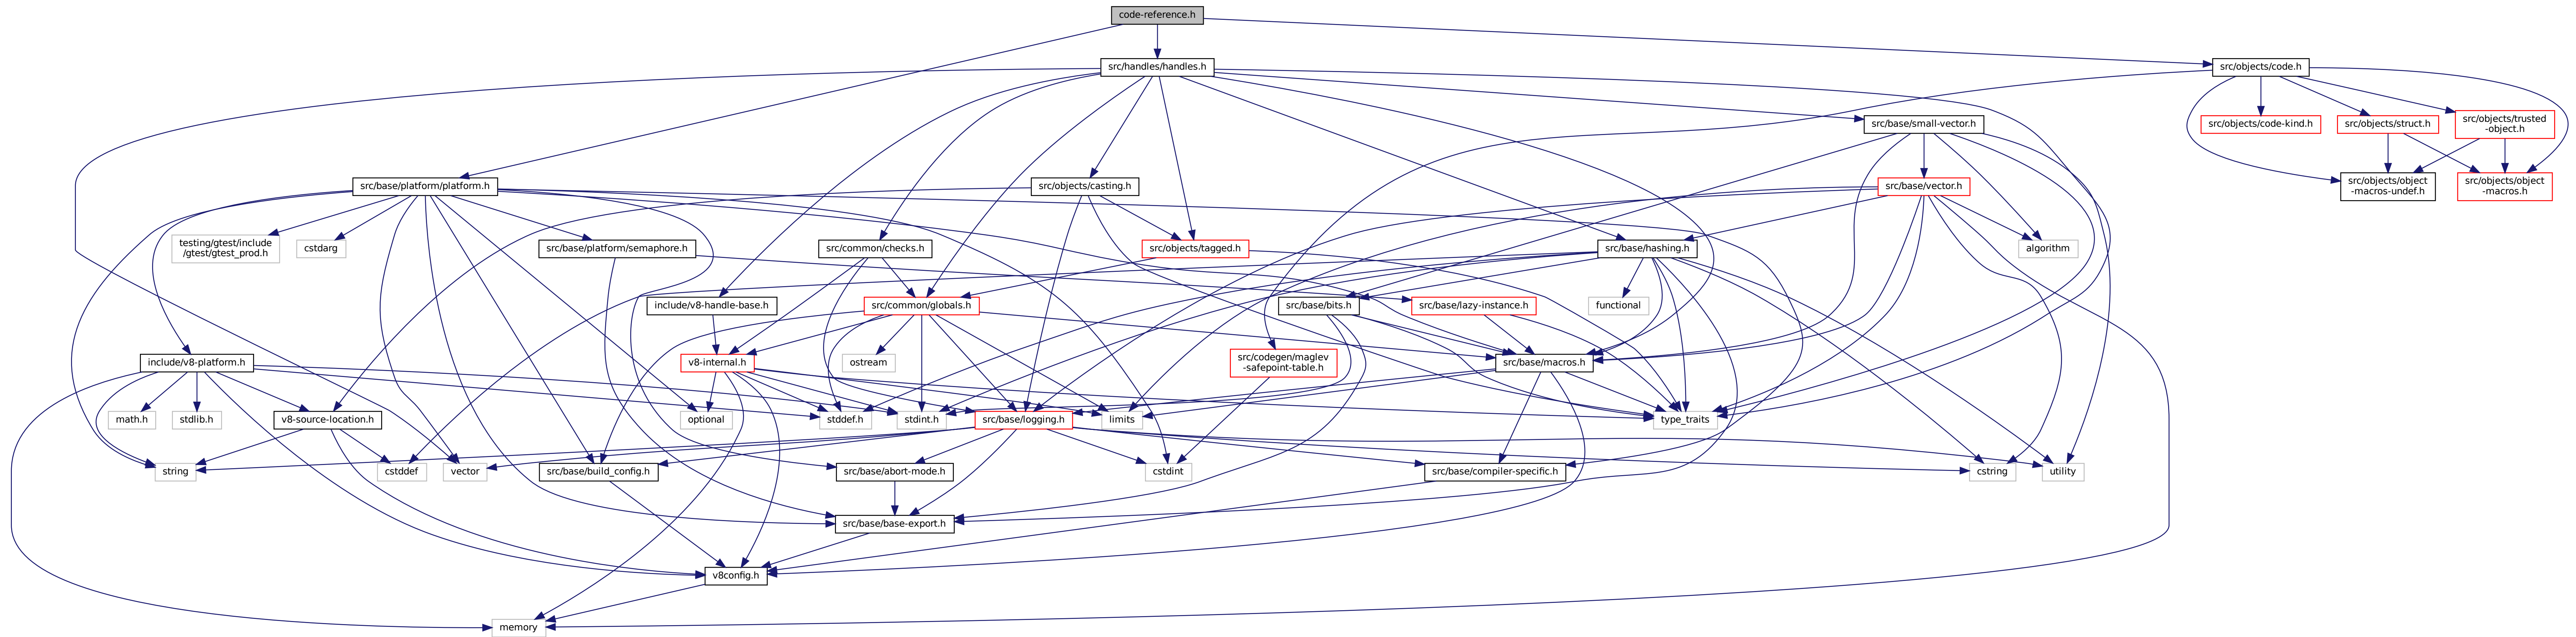 code-reference.h
src/handles/handles.h
src/objects/code.h
src/base/small-vector.h
src/objects/code-kind.h
src/objects/struct.h
src/objects/trusted
-object.h
src/base/platform/platform.h
src/objects/casting.h
src/base/vector.h
src/objects/object
-macros-undef.h
src/objects/object
-macros.h
testing/gtest/include
/gtest/gtest_prod.h
cstdarg
src/base/platform/semaphore.h
src/common/checks.h
src/objects/tagged.h
src/base/hashing.h
algorithm
include/v8-handle-base.h
src/common/globals.h
src/base/bits.h
src/base/lazy-instance.h
functional
include/v8-platform.h
v8-internal.h
ostream
src/codegen/maglev
-safepoint-table.h
src/base/macros.h
math.h
stdlib.h
v8-source-location.h
optional
stddef.h
stdint.h
src/base/logging.h
limits
type_traits
string
cstddef
vector
src/base/build_config.h
src/base/abort-mode.h
cstdint
src/base/compiler-specific.h
cstring
utility
src/base/base-export.h
v8config.h
memory